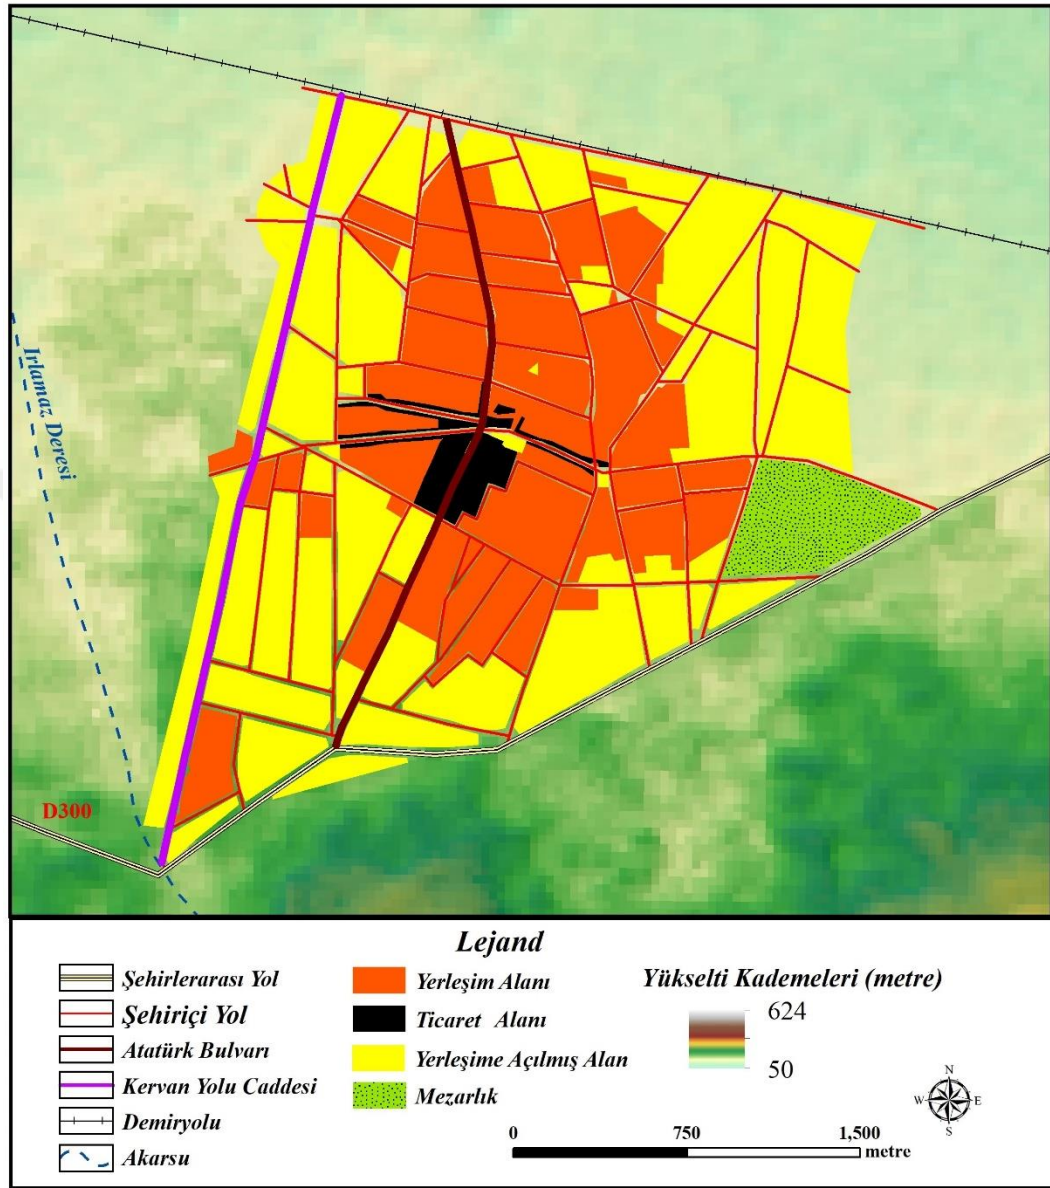 Irlamaz Deresi
D300
Lejand
Şehirlerarası Yol
Şehiriçi Yol
Atatürk Bulvarı
Kervan Yolu Caddesi
Demiryolu
Akarsu
Yerleşim Alanı
Ticaret Alanı
Yerleşime Açılmış Alan
Mezarlık
Yükselti Kademeleri (metre)
624
50
N
W E
S
0 750 1,500
metre